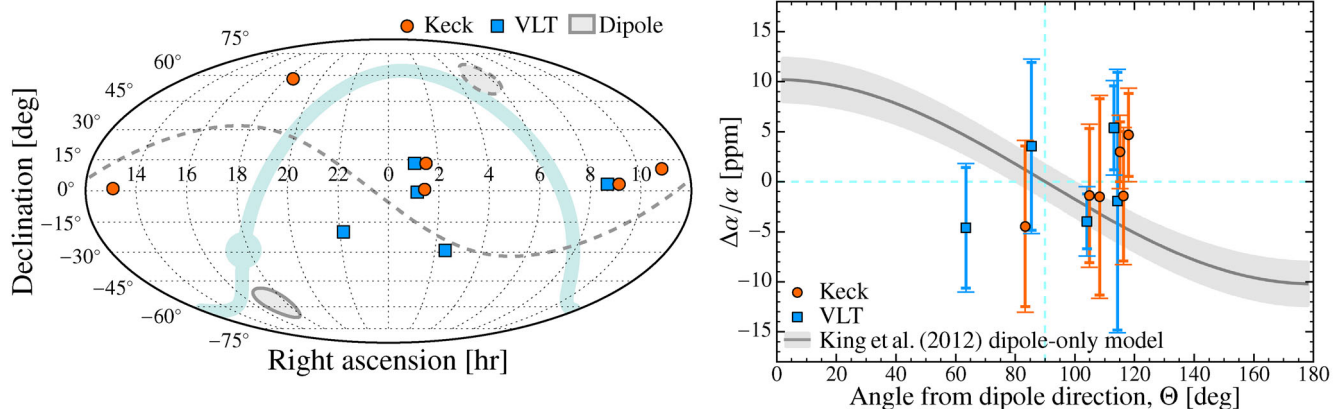 Keck VLT Dipole
75°
60°
45°
30°
15°
0°
−15°
−30°
−45°
−60°
−75°
14 16 18 20 22 0 2 4 6 8 10
Declination [deg]
Right ascension [hr]
15
10
5
0
−5
−10
−15
Δα/α [ppm]
Keck
VLT
King et al. (2012) dipole-only model
0 20 40 60 80 100 120 140 160 180
Angle from dipole direction, Θ [deg]